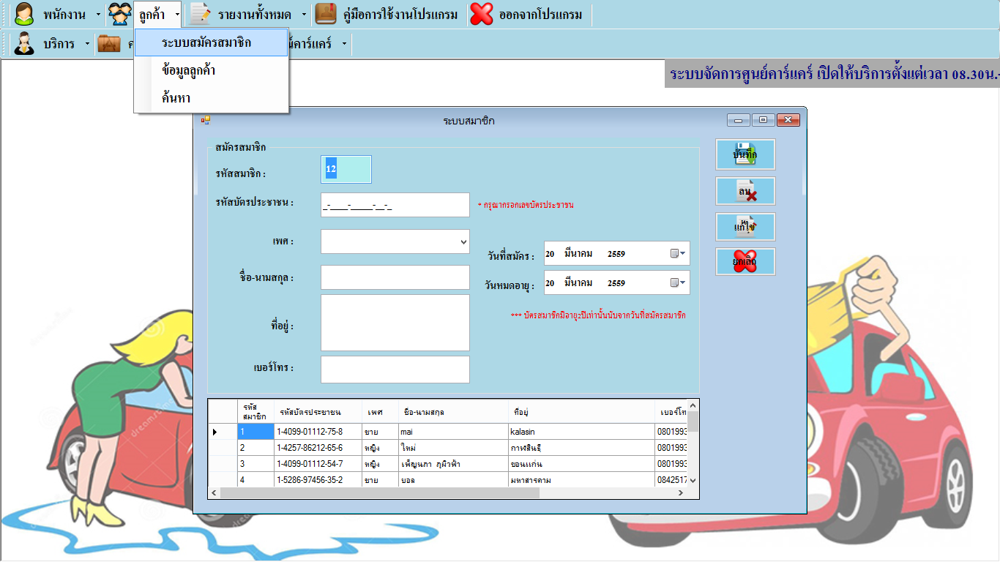 พนักงาน ลูกค้า รายงานทั้งหมด คู่มือการใช้งานโปรแกรม ออกจากโปรแกรม
บริการ
ระบบสมัครสมาชิก
ข้อมูลลูกค้า
ค้นหา
ระบบจัดการศูนย์คาร์แคร์ เปิดให้บริการตั้งแต่เวลา 08.30น.-
ระบบสมาชิก
สมัครสมาชิก
รหัสสมาชิก : 12
รหัสบัตรประชาชน : _-____-_____-__-_ * กรุณากรอกเลขบัตรประชาชน
เพศ :
วันที่สมัคร : 20 มีนาคม 2559
ชื่อ-นามสกุล :
วันหมดอายุ : 20 มีนาคม 2559
*** บัตรสมาชิกมีอายุ2ปีเท่านั้นนับจากวันที่สมัครสมาชิก
ที่อยู่ :
เบอร์โทร :
บันทึก
ลบ
แก้ไข
ยกเลิก
รหัสสมาชิก รหัสบัตรประชาชน เพศ ชื่อ-นามสกุล ที่อยู่ เบอร์โท
1 1-4099-01112-75-8 ชาย mai kalasin 0801993
2 1-4257-86212-65-6 หญิง ใหม่ กาฬสินธุ์ 0801993
3 1-4099-01112-54-7 หญิง เพ็ญนภา ภูผิวฟ้า ขอนแก่น 0801993
4 1-5286-97456-35-2 ชาย บอล มหาสารคาม 0842517